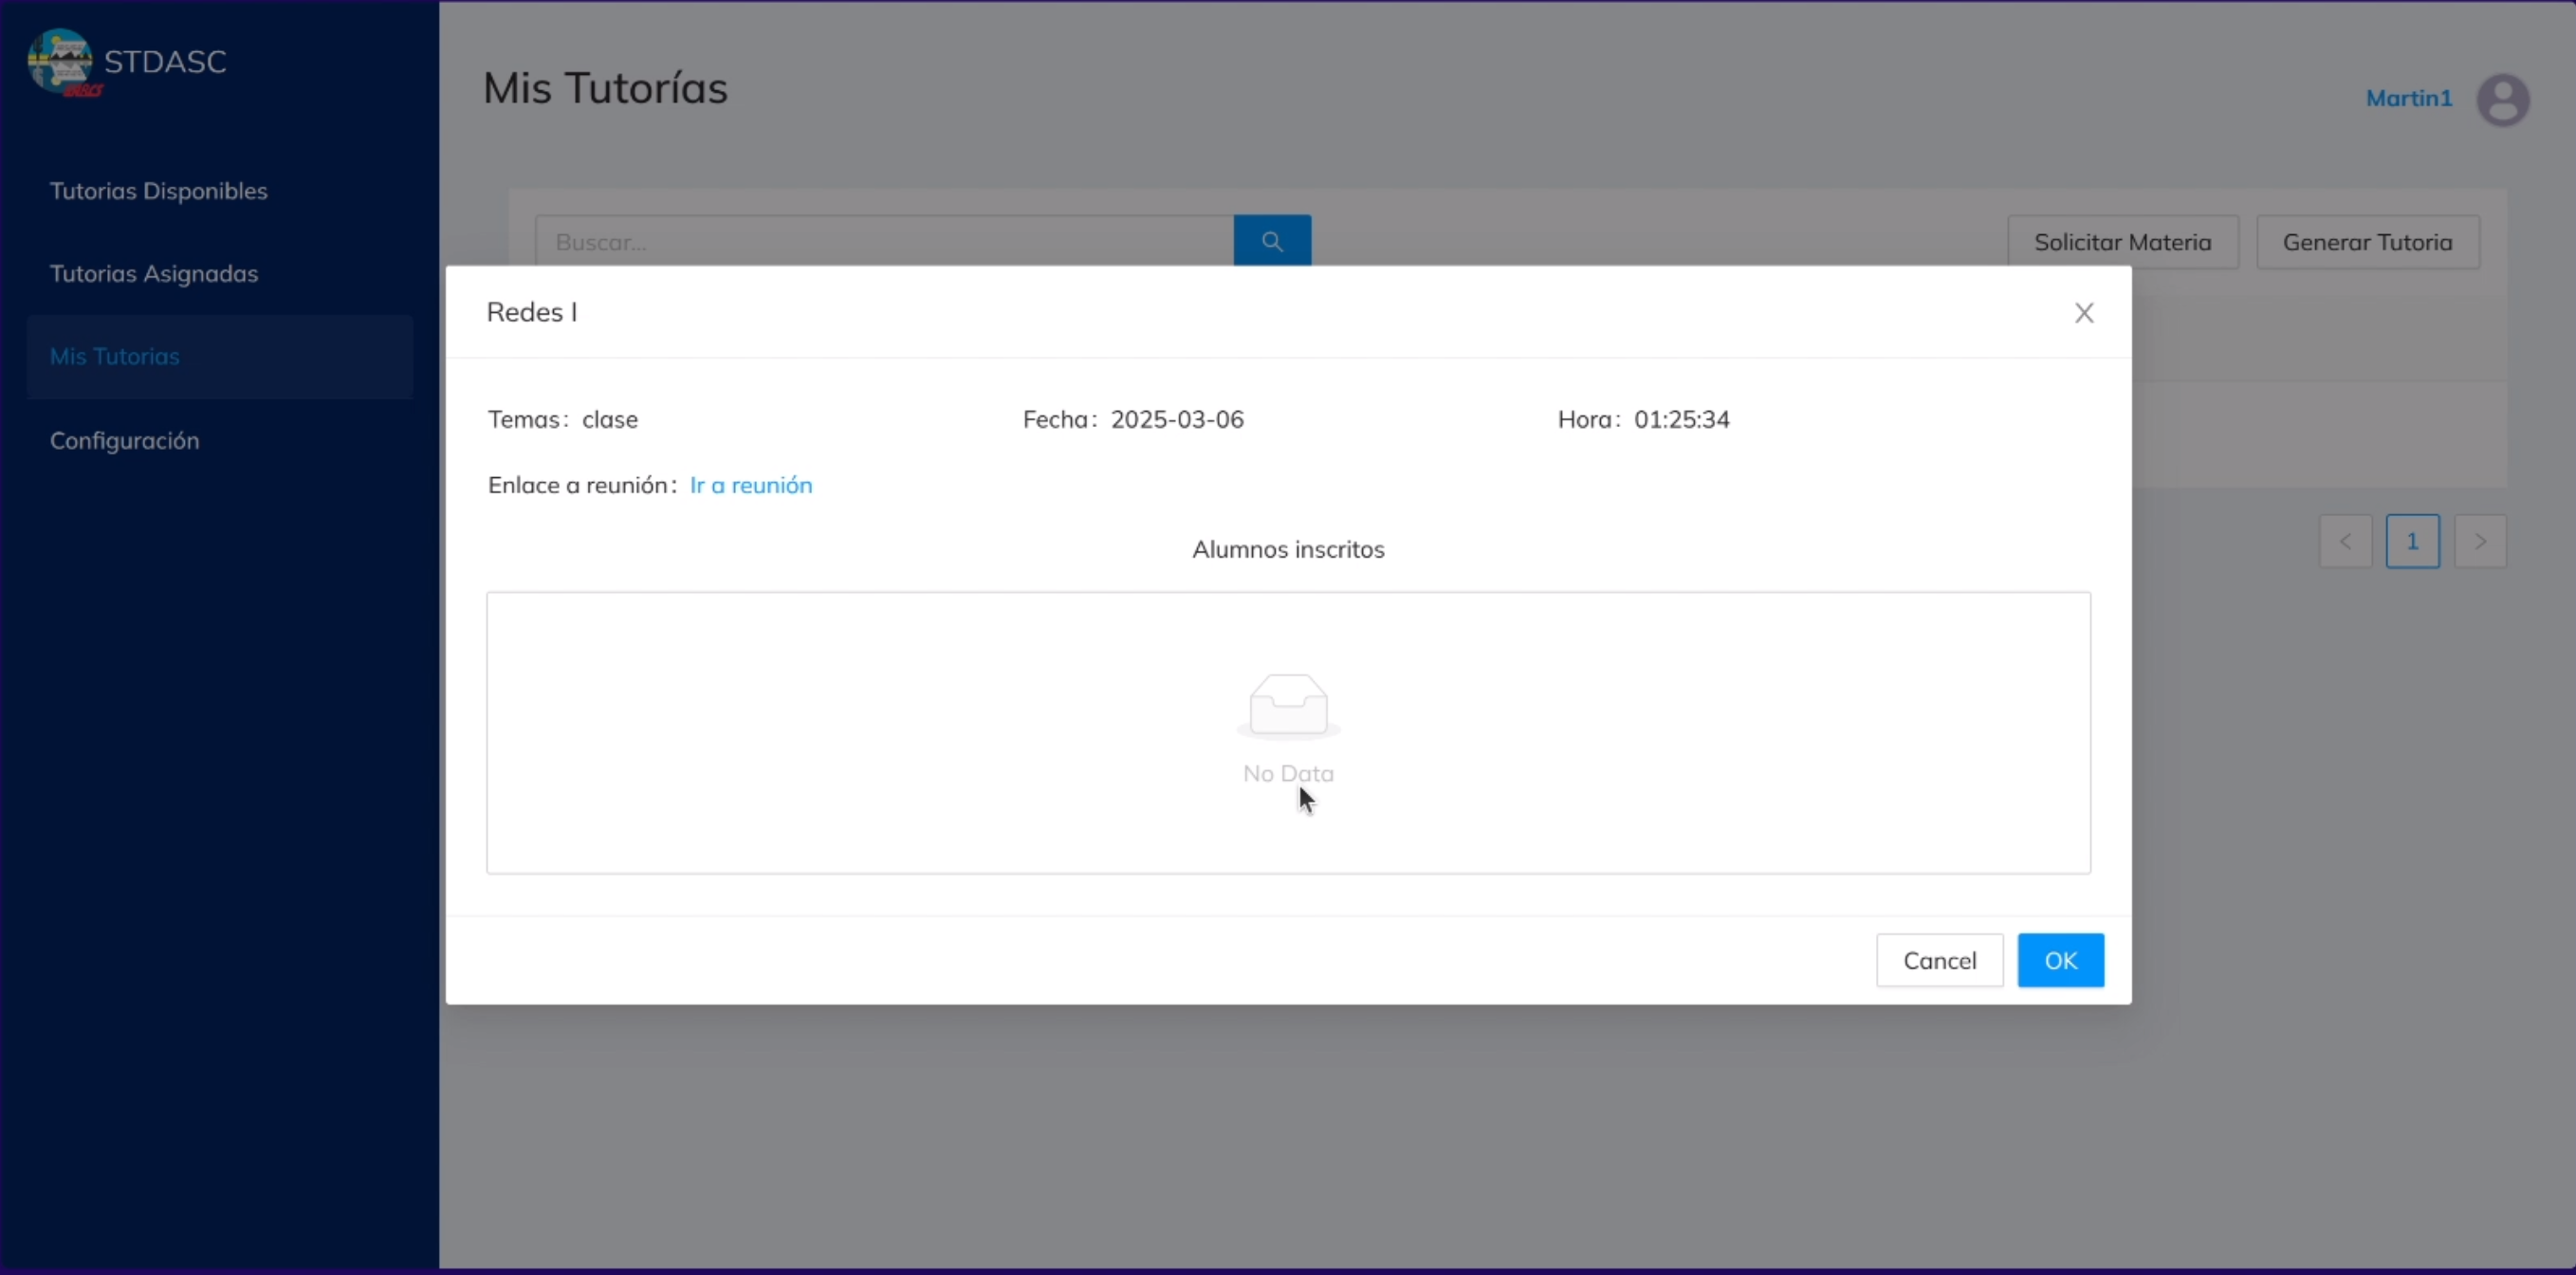 STDASC
Tutorias Disponibles
Tutorias Asignadas
Mis Tutorias
Configuración
Mis Tutorías
Martin1
Buscar...
Solicitar Materia
Generar Tutoria
Redes I
Temas: clase
Fecha: 2025-03-06
Hora: 01:25:34
Enlace a reunión: Ir a reunión
Alumnos inscritos
No Data
Cancel
OK
< 1 >